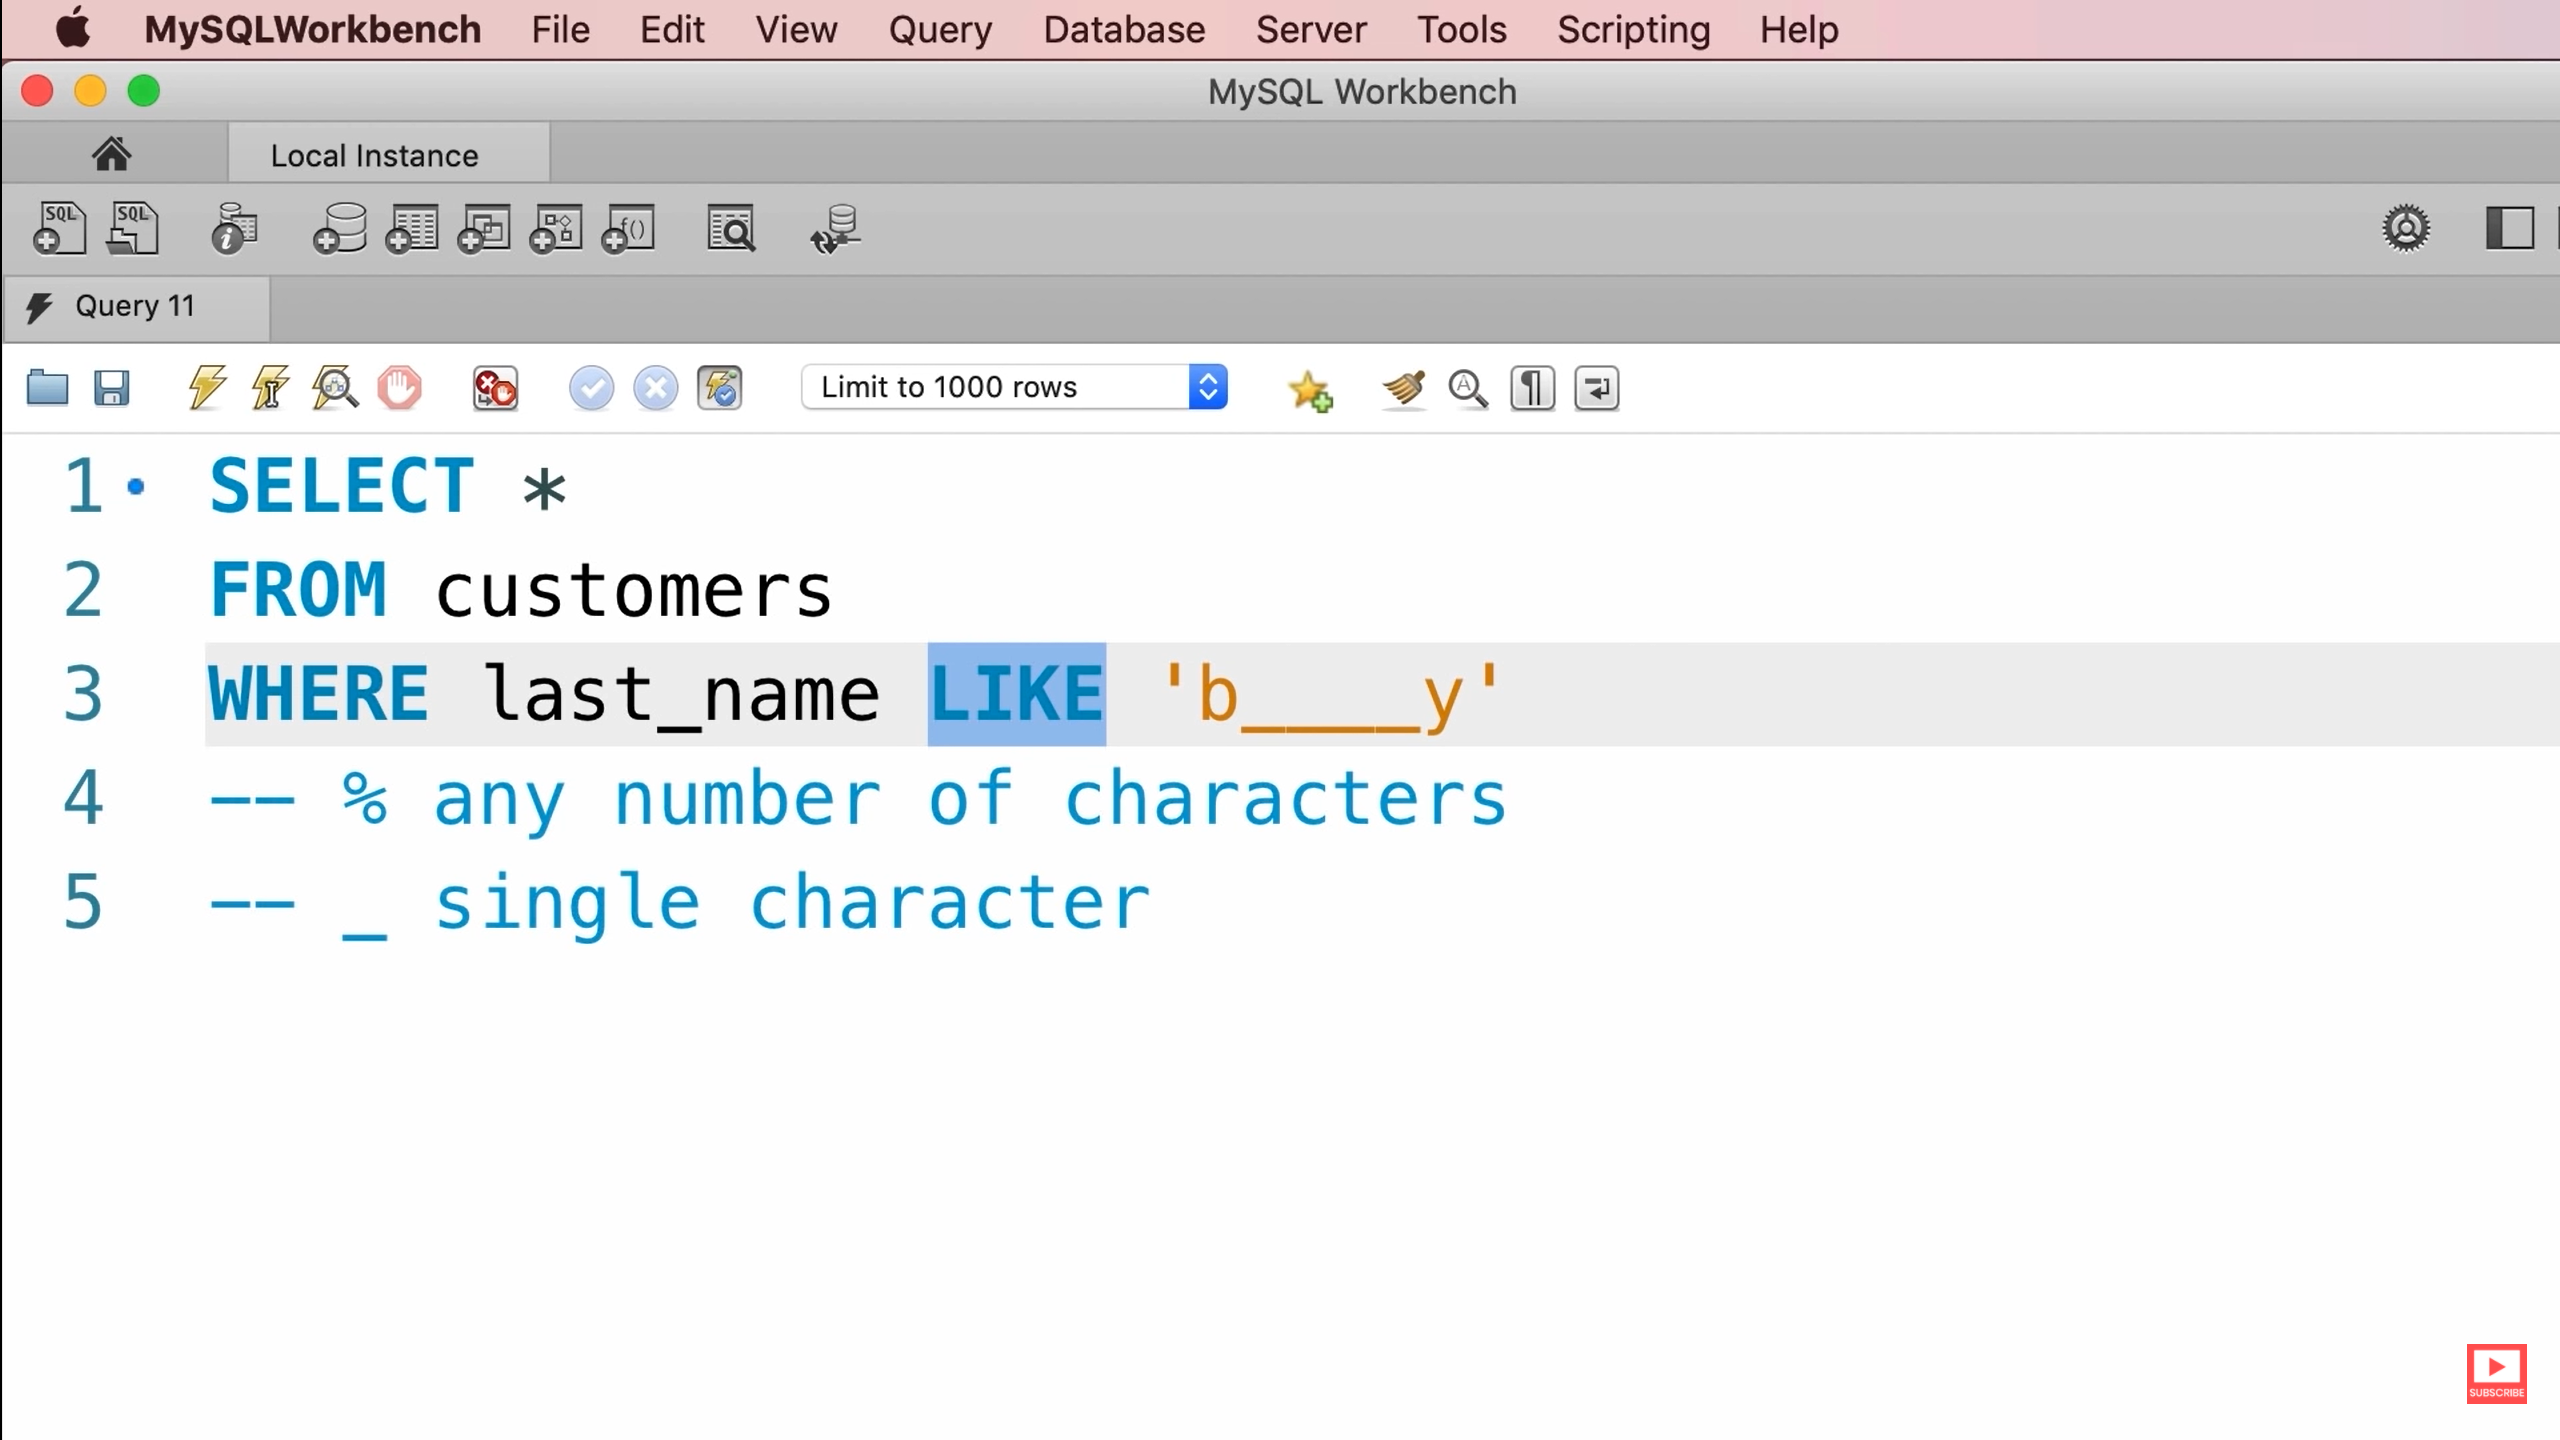 MySQLWorkbench File Edit View Query Database Server Tools Scripting Help
MySQL Workbench
Local Instance
SQL SQL f()
Query 11
Limit to 1000 rows
1 SELECT *
2 FROM customers
3 WHERE last_name LIKE 'b____y'
4 -- % any number of characters
5 -- _ single character
SUBSCRIBE